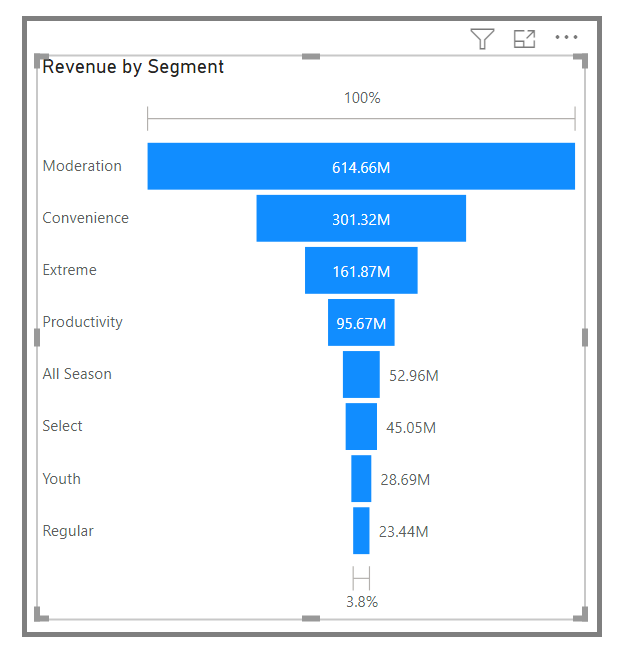 Revenue by Segment
100%
Moderation 614.66M
Convenience 301.32M
Extreme 161.87M
Productivity 95.67M
All Season 52.96M
Select 45.05M
Youth 28.69M
Regular 23.44M
3.8%